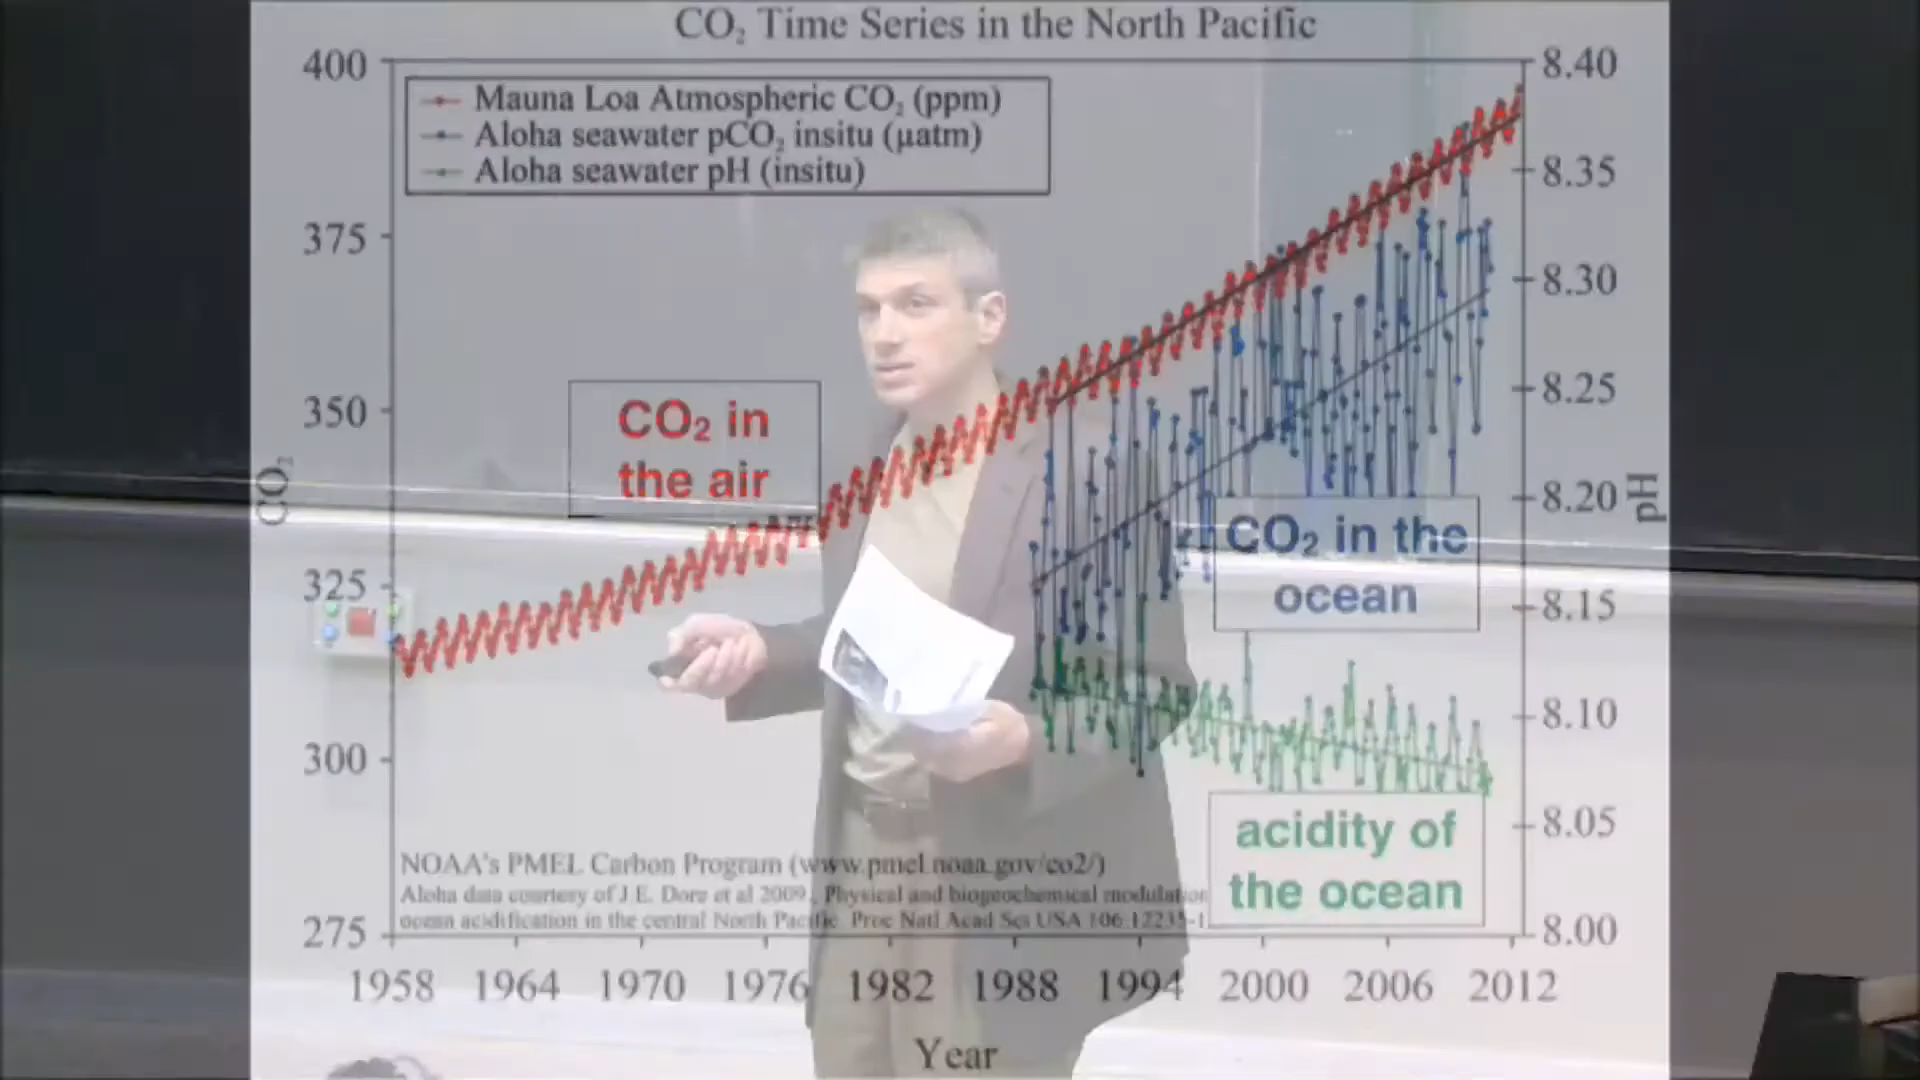 CO₂ Time Series in the North Pacific
400
375
350
325
300
275
CO₂
Mauna Loa Atmospheric CO₂ (ppm)
Aloha seawater pCO₂ insitu (µatm)
Aloha seawater pH (insitu)
8.40
8.35
8.30
8.25
8.20
8.15
8.10
8.05
8.00
pH
CO₂ in
the air
CO₂ in the
ocean
acidity of
the ocean
NOAA's PMEL Carbon Program (www.pmel.noaa.gov/co2/)
Aloha data courtesy of J.E. Dore et al 2009. Physical and biogeochemical modulation
ocean acidification in the central North Pacific. Proc Natl Acad Sci USA 106:12235-1
1958 1964 1970 1976 1982 1988 1994 2000 2006 2012
Year